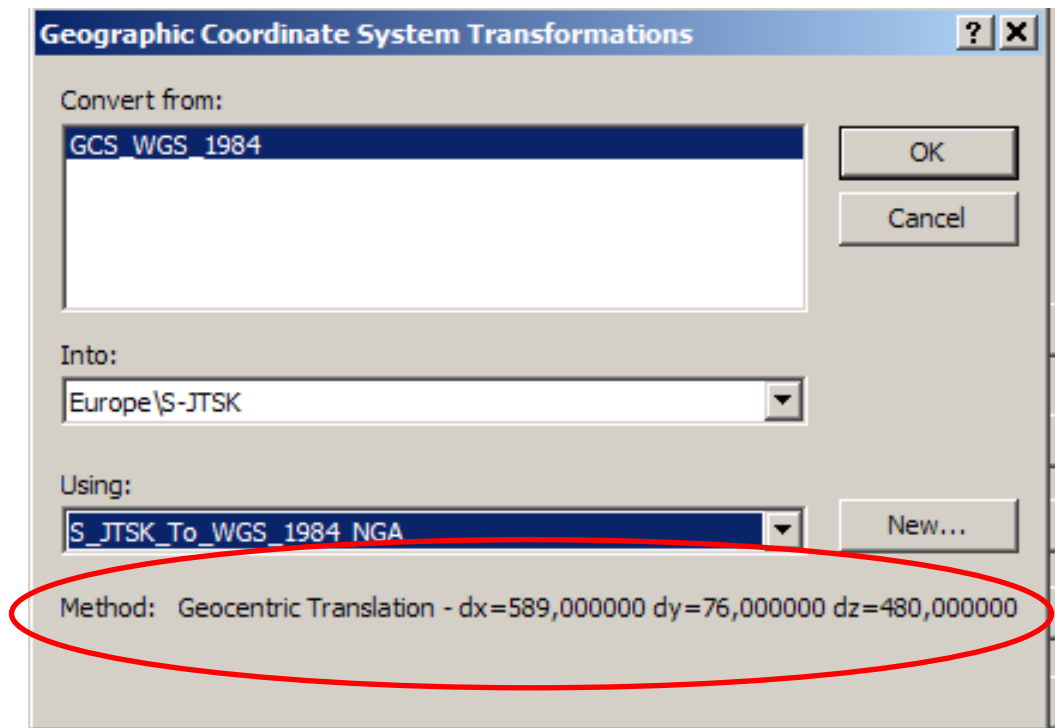 Geographic Coordinate System Transformations
Convert from:
GCS_WGS_1984
OK
Cancel
Into:
Europe\S-JTSK
Using:
S_JTSK_To_WGS_1984_NGA
New...
Method: Geocentric Translation - dx=589,000000 dy=76,000000 dz=480,000000